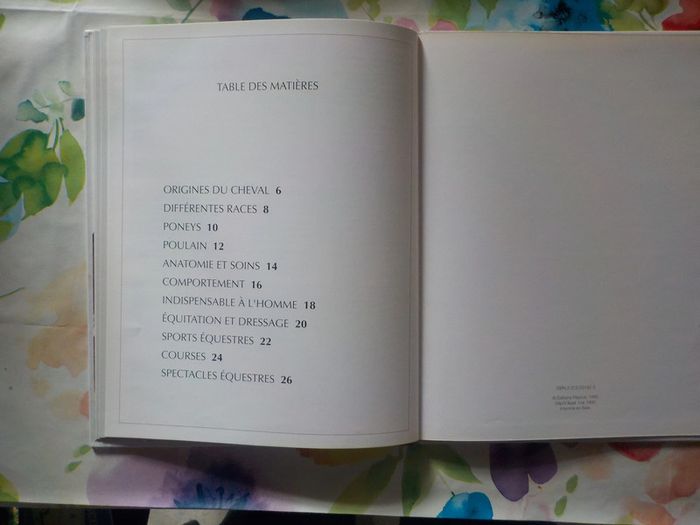 TABLE DES MATIÈRES
ORIGINES DU CHEVAL 6
DIFFÉRENTES RACES 8
PONEYS 10
POULAIN 12
ANATOMIE ET SOINS 14
COMPORTEMENT 16
INDISPENSABLE À L'HOMME 18
ÉQUITATION ET DRESSAGE 20
SPORTS ÉQUESTRES 22
COURSES 24
SPECTACLES ÉQUESTRES 26